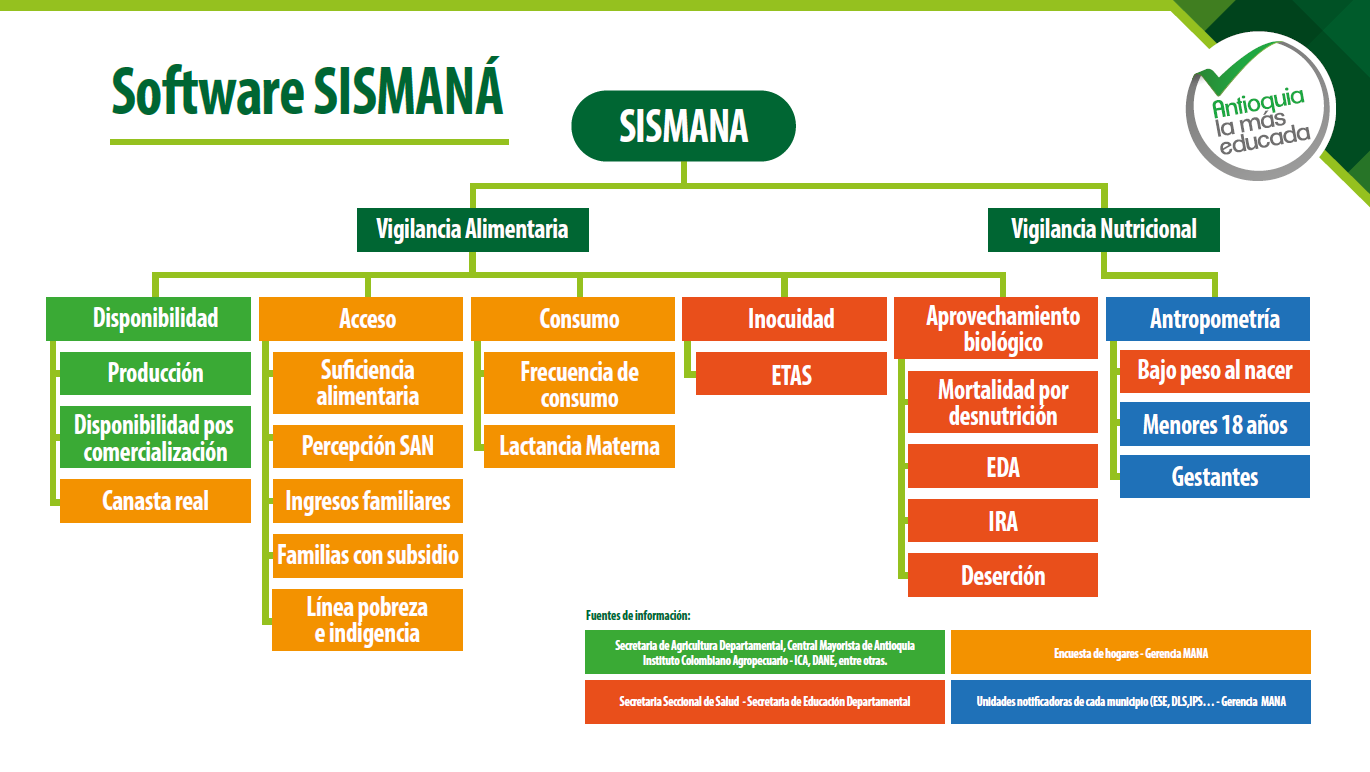 Software SISMANÁ
SISMANA
Antioquia
la más
educada
Vigilancia Alimentaria
Vigilancia Nutricional
Disponibilidad
Producción
Disponibilidad pos
comercialización
Canasta real
Acceso
Suficiencia
alimentaria
Percepción SAN
Ingresos familiares
Familias con subsidio
Línea pobreza
e indigencia
Consumo
Frecuencia de
consumo
Lactancia Materna
Inocuidad
ETAS
Aprovechamiento
biológico
Mortalidad por
desnutrición
EDA
IRA
Deserción
Antropometría
Bajo peso al nacer
Menores 18 años
Gestantes
Fuentes de información:
Secretaria de Agricultura Departamental, Central Mayorista de Antioquia
Instituto Colombiano Agropecuario - ICA, DANE, entre otras.
Encuesta de hogares - Gerencia MANA
Secretaria Seccional de Salud - Secretaria de Educación Departamental
Unidades notificadoras de cada municipio (ESE, DLS,IPS… - Gerencia MANA